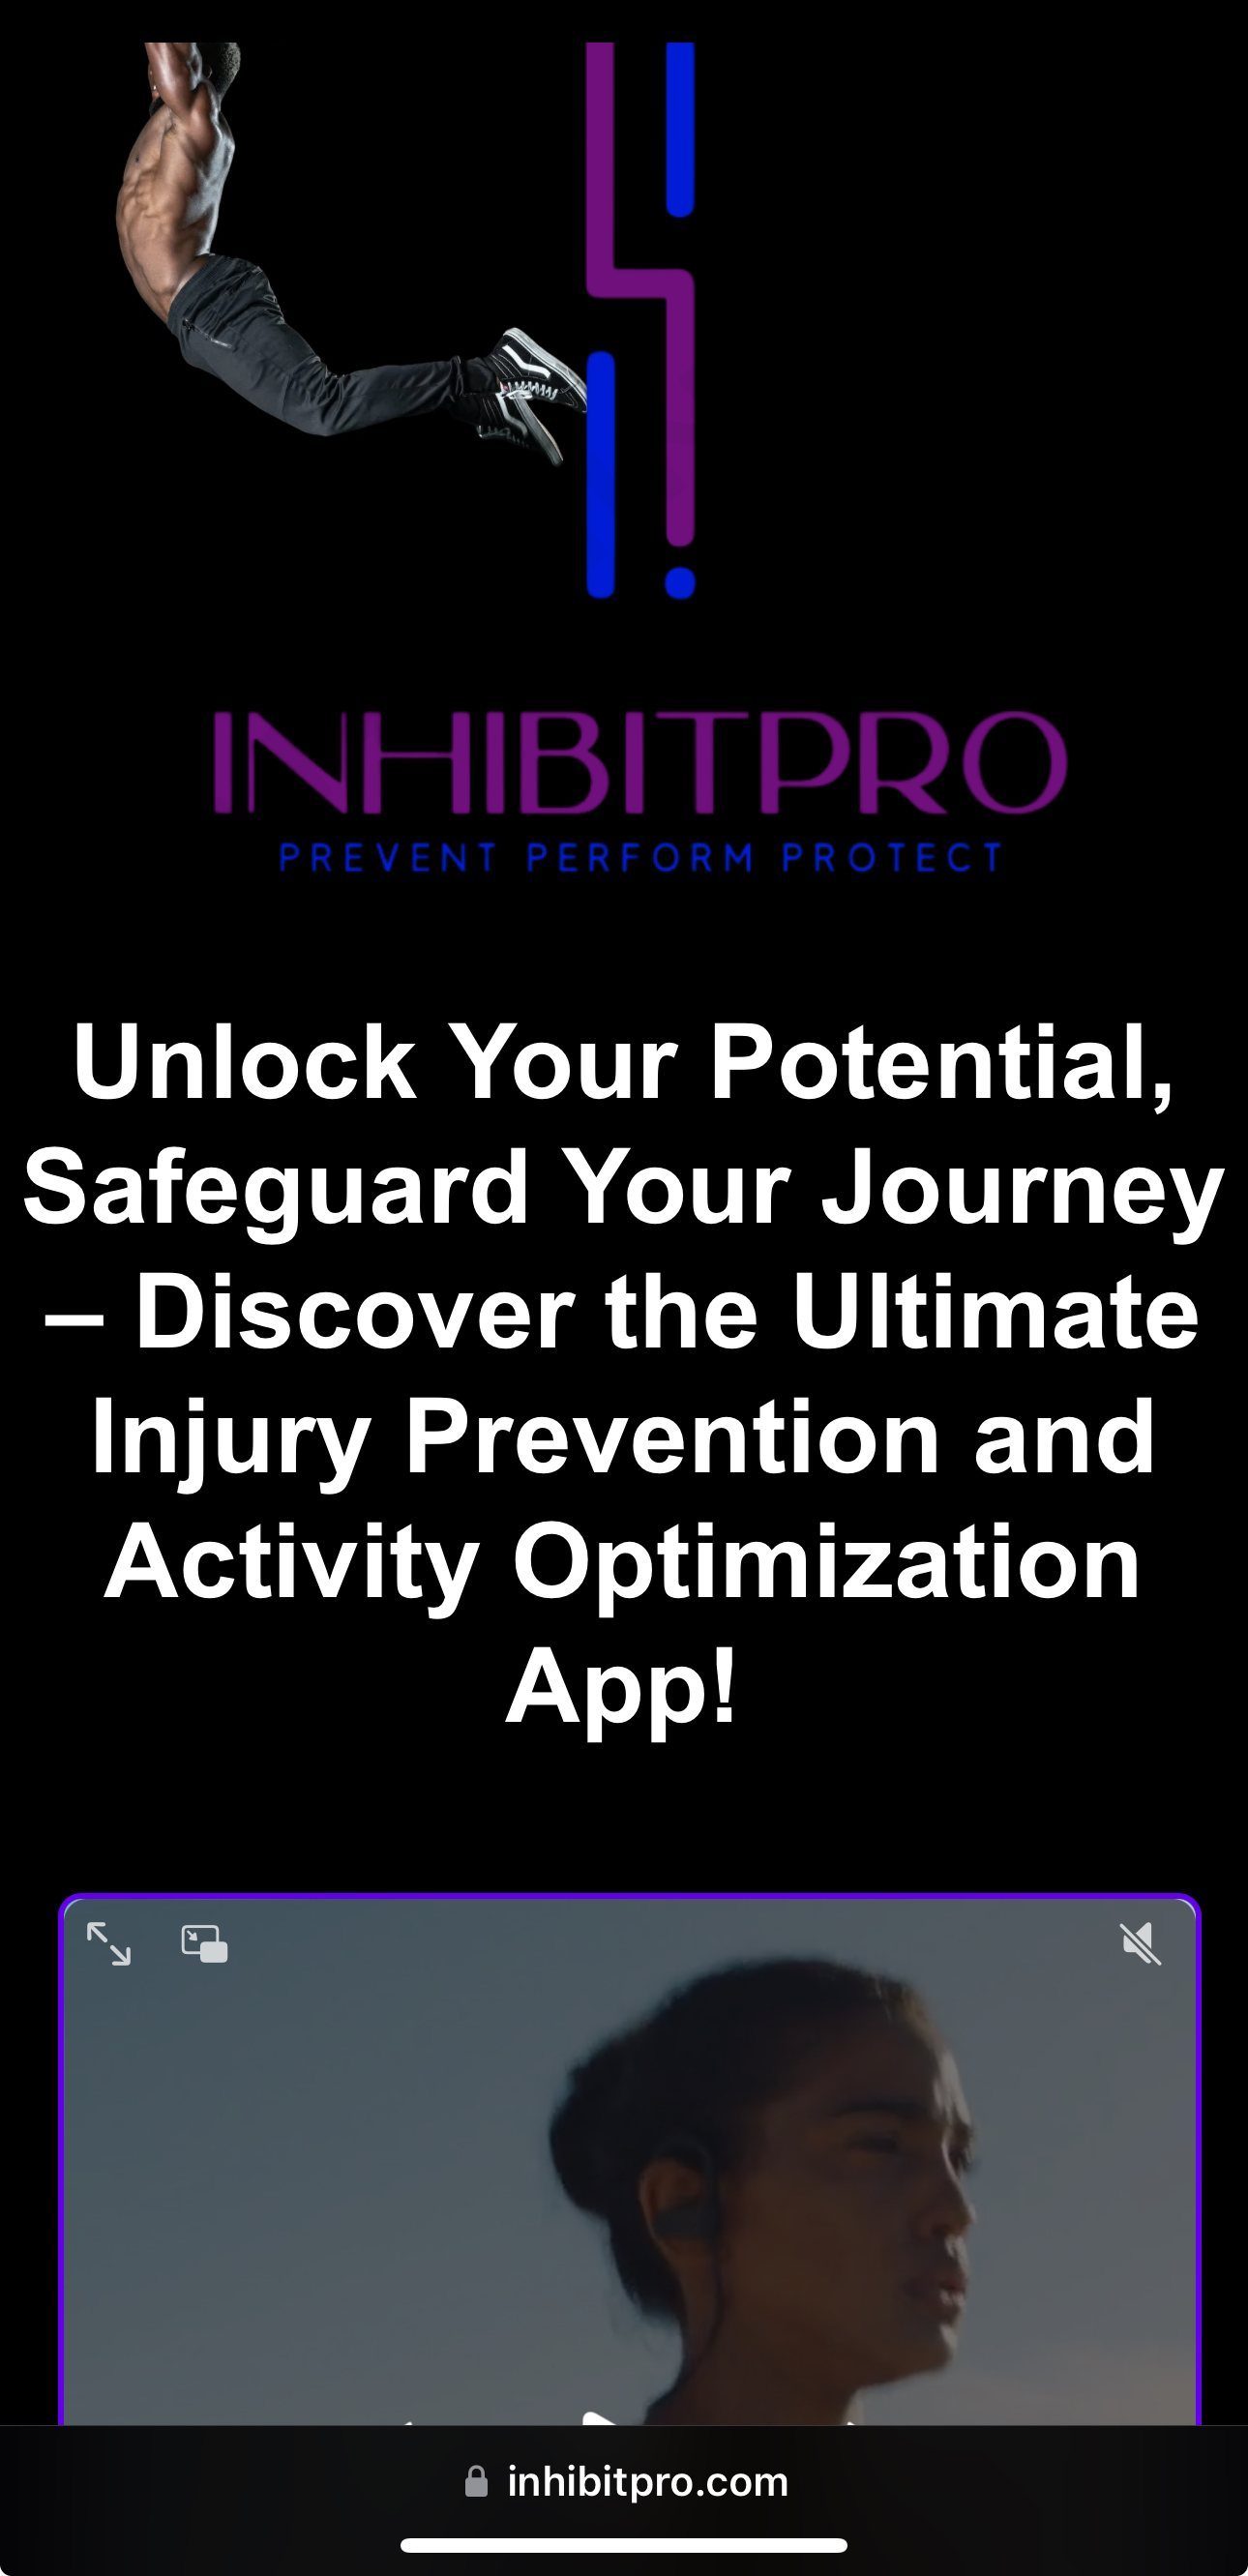 INHIBITPRO
PREVENT PERFORM PROTECT
Unlock Your Potential,
Safeguard Your Journey
– Discover the Ultimate
Injury Prevention and
Activity Optimization
App!
inhibitpro.com